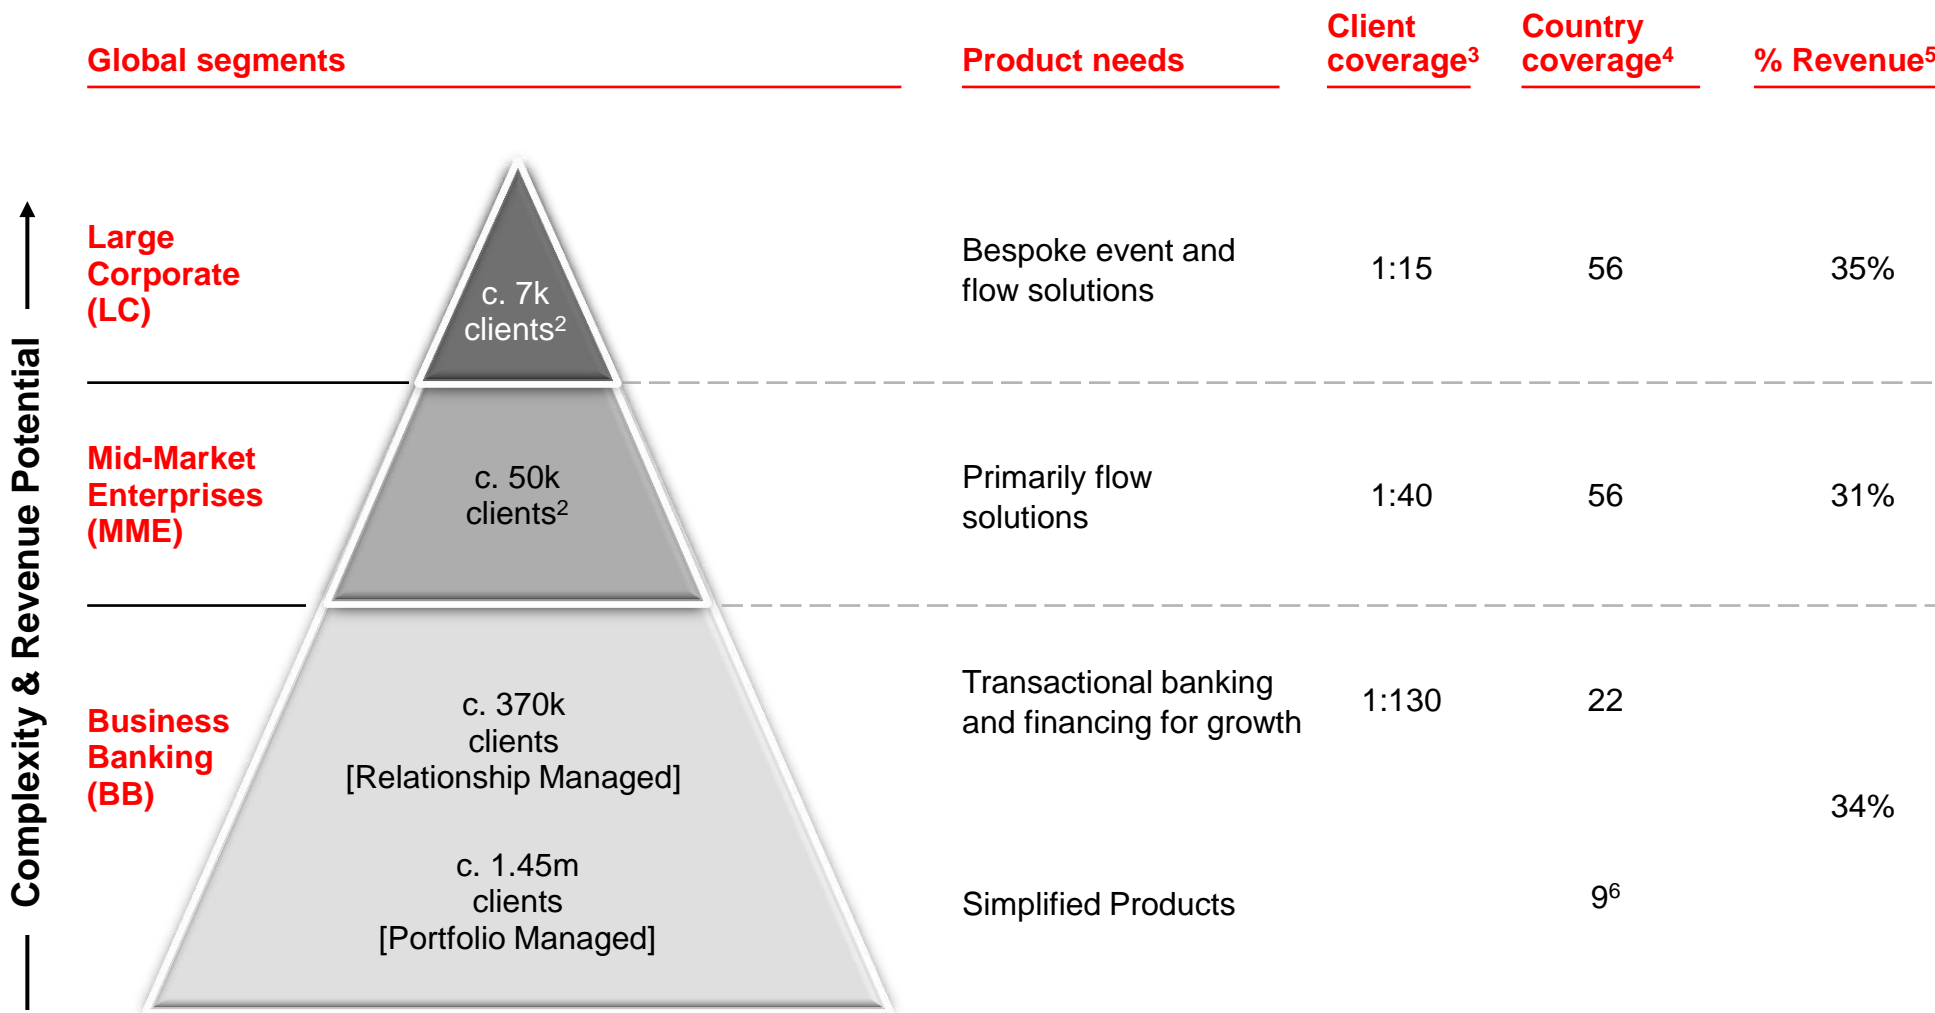 Global segments
Product needs
Client
coverage³
Country
coverage⁴
% Revenue⁵
Complexity & Revenue Potential
Large
Corporate
(LC)
c. 7k
clients²
Bespoke event and
flow solutions
1:15
56
35%
Mid-Market
Enterprises
(MME)
c. 50k
clients²
Primarily flow
solutions
1:40
56
31%
Business
Banking
(BB)
c. 370k
clients
[Relationship Managed]
Transactional banking
and financing for growth
1:130
22
34%
c. 1.45m
clients
[Portfolio Managed]
Simplified Products
9⁶